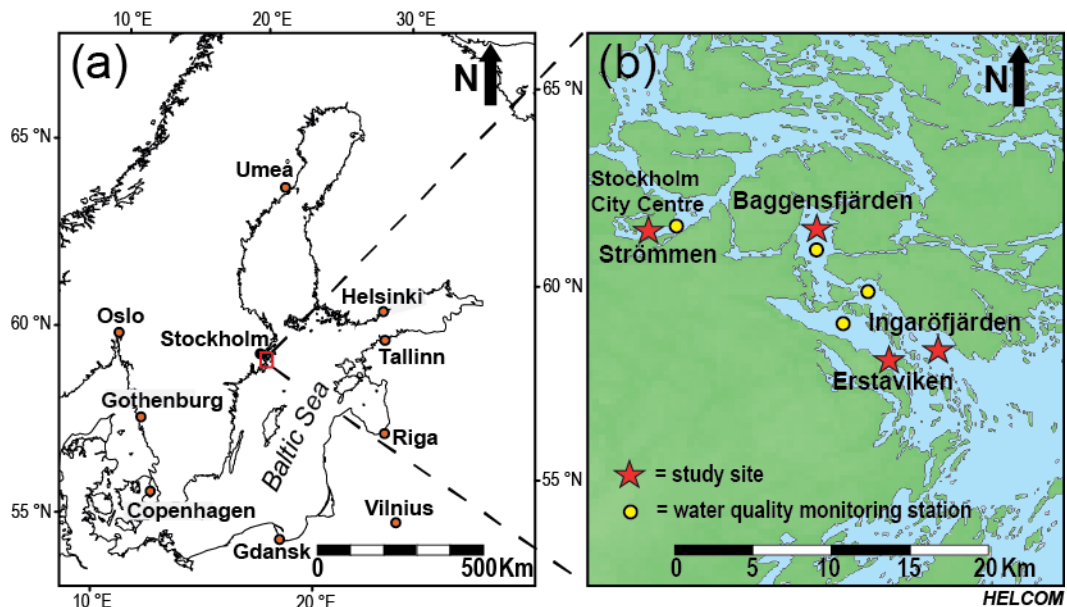 10 °E
20 °E
30 °E
(a)
N
65 °N
60 °N
55 °N
Umeå
Helsinki
Oslo
Stockholm
Tallinn
Gothenburg
Baltic Sea
Riga
Copenhagen
Vilnius
Gdansk
0
500 Km
10 °E
20 °E
65 °N
60 °N
55 °N
(b)
N
Stockholm
City Centre
Baggensfjärden
Strömmen
Ingaröfjärden
Erstaviken
= study site
= water quality monitoring station
0
5
10
15
20 Km
HELCOM